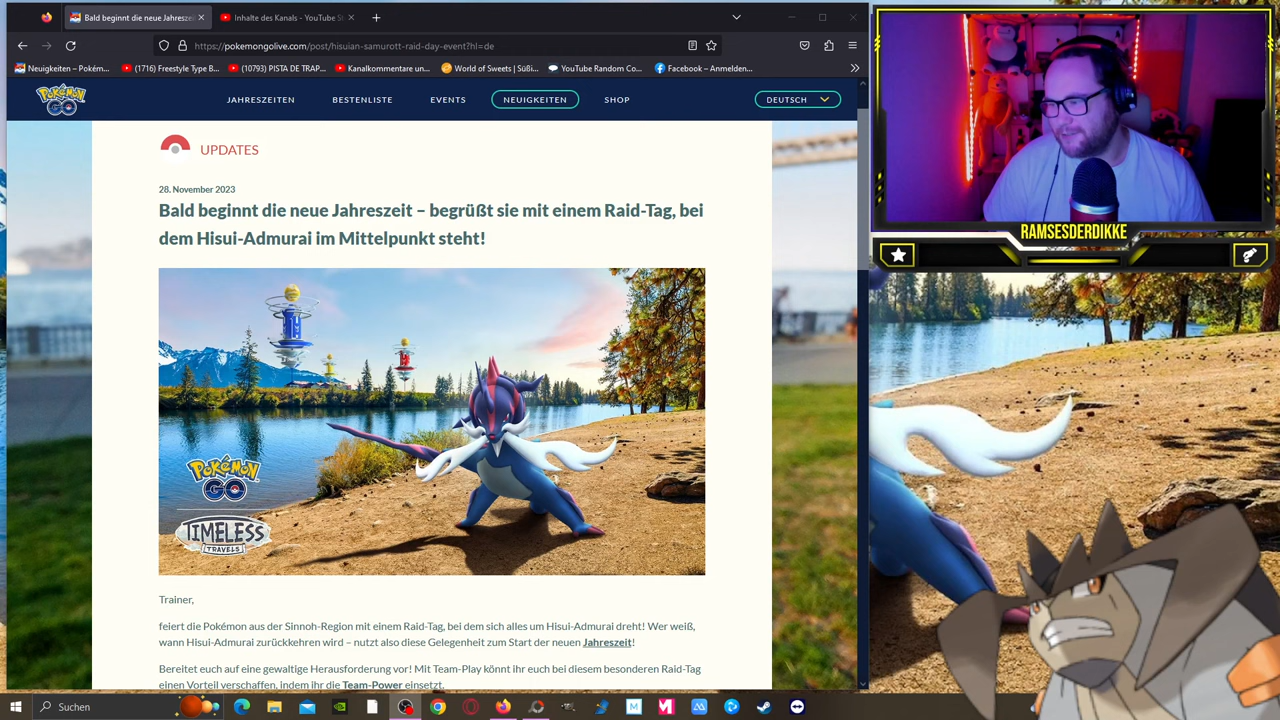 Bald beginnt die neue Jahresze
Inhalte des Kanals - YouTube St
https://pokemongolive.com/post/hisuian-samurott-raid-day-event?hl=de
Neuigkeiten – Pokém...
(1716) Freestyle Type B...
(10793) PISTA DE TRAP...
Kanalkommentare un...
World of Sweets | Süßi...
YouTube Random Co...
Facebook – Anmelden...
Pokémon GO
JAHRESZEITEN
BESTENLISTE
EVENTS
NEUIGKEITEN
SHOP
DEUTSCH
UPDATES
28. November 2023
Bald beginnt die neue Jahreszeit – begrüßt sie mit einem Raid-Tag, bei
dem Hisui-Admurai im Mittelpunkt steht!
POKÉMON
GO
TIMELESS
TRAVELS
Trainer,
feiert die Pokémon aus der Sinnoh-Region mit einem Raid-Tag, bei dem sich alles um Hisui-Admurai dreht! Wer weiß,
wann Hisui-Admurai zurückkehren wird – nutzt also diese Gelegenheit zum Start der neuen Jahreszeit!
Bereitet euch auf eine gewaltige Herausforderung vor! Mit Team-Play könnt ihr euch bei diesem besonderen Raid-Tag
einen Vorteil verschaffen, indem ihr die Team-Power einsetzt.
RAMSESDERDIKKE
Suchen